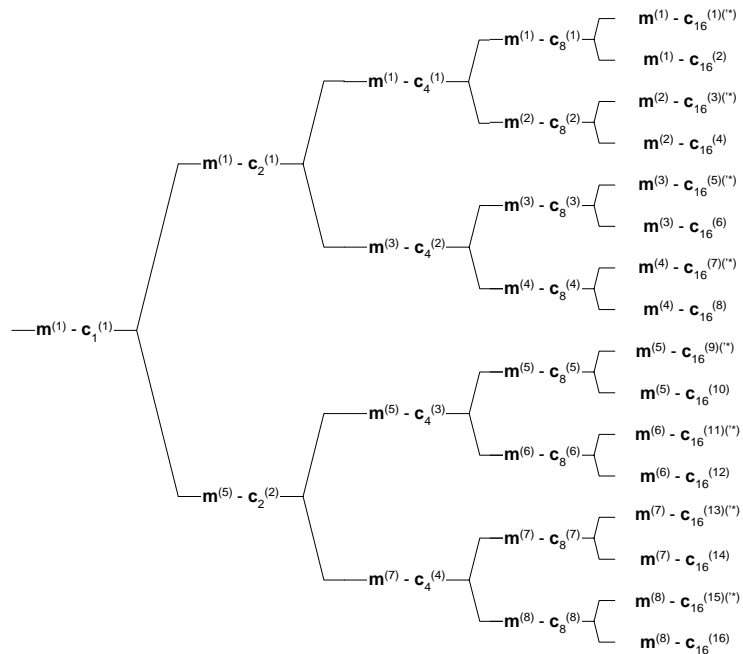 m(1) - c16(1)('*)
m(1) - c8(1)
m(1) - c16(2)
m(1) - c4(1)
m(2) - c16(3)('*)
m(2) - c8(2)
m(2) - c16(4)
m(1) - c2(1)
m(3) - c16(5)('*)
m(3) - c8(3)
m(3) - c16(6)
m(3) - c4(2)
m(4) - c16(7)('*)
m(4) - c8(4)
m(4) - c16(8)
m(1) - c1(1)
m(5) - c16(9)('*)
m(5) - c8(5)
m(5) - c16(10)
m(5) - c4(3)
m(6) - c16(11)('*)
m(6) - c8(6)
m(6) - c16(12)
m(5) - c2(2)
m(7) - c16(13)('*)
m(7) - c8(7)
m(7) - c16(14)
m(7) - c4(4)
m(8) - c16(15)('*)
m(8) - c8(8)
m(8) - c16(16)